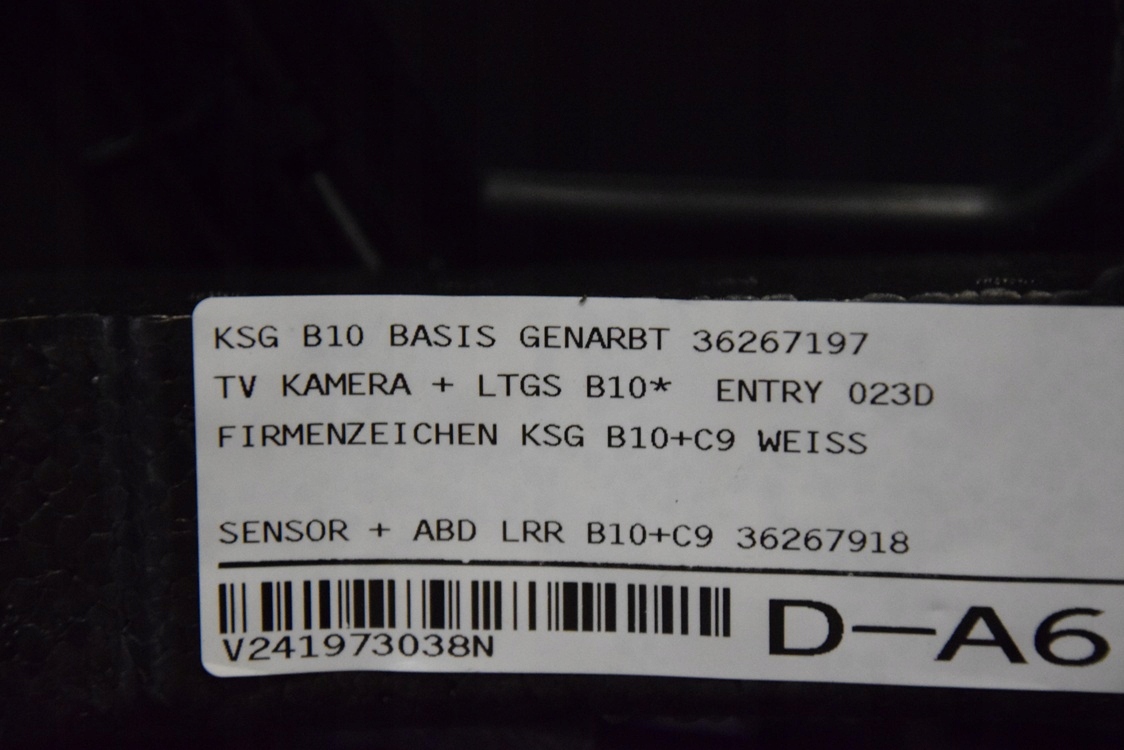 KSG B10 BASIS GENARBT 36267197
TV KAMERA + LTGS B10* ENTRY 023D
FIRMENZEICHEN KSG B10+C9 WEISS
SENSOR + ABD LRR B10+C9 36267918
V241973038N
D-A6